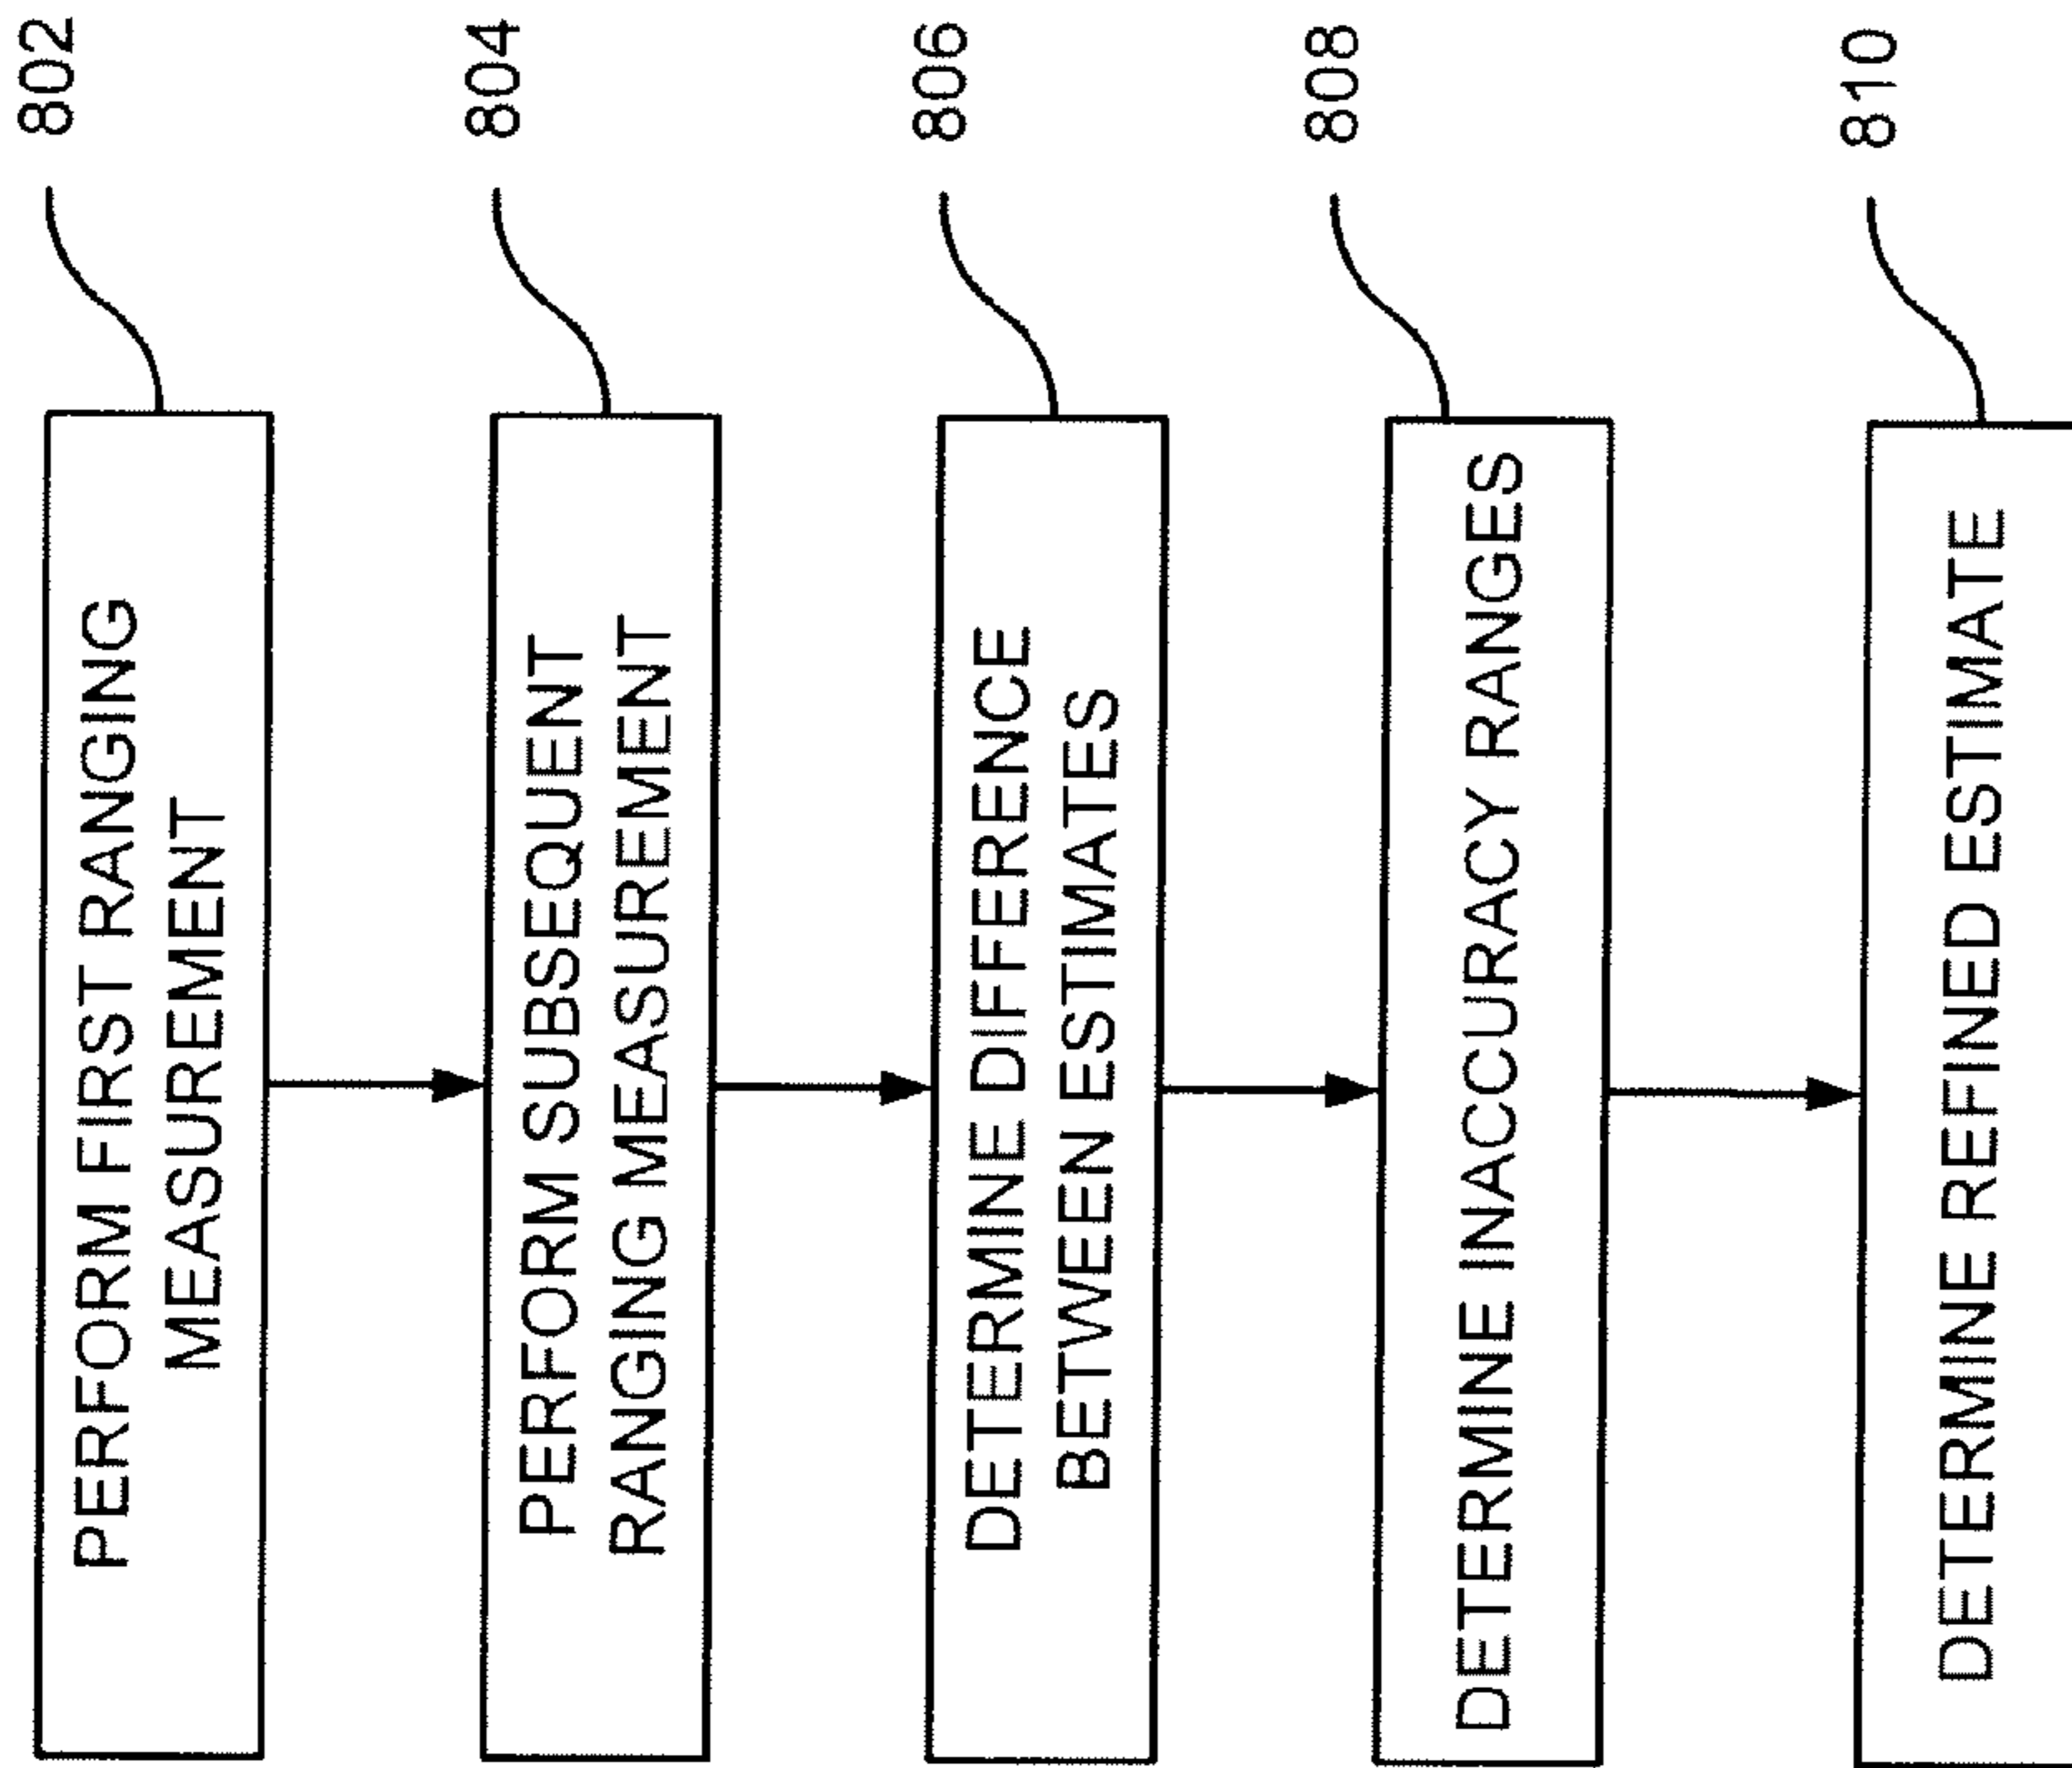 802
PERFORM FIRST RANGING
MEASUREMENT
804
PERFORM SUBSEQUENT
RANGING MEASUREMENT
806
DETERMINE DIFFERENCE
BETWEEN ESTIMATES
808
DETERMINE INACCURACY RANGES
810
DETERMINE REFINED ESTIMATE